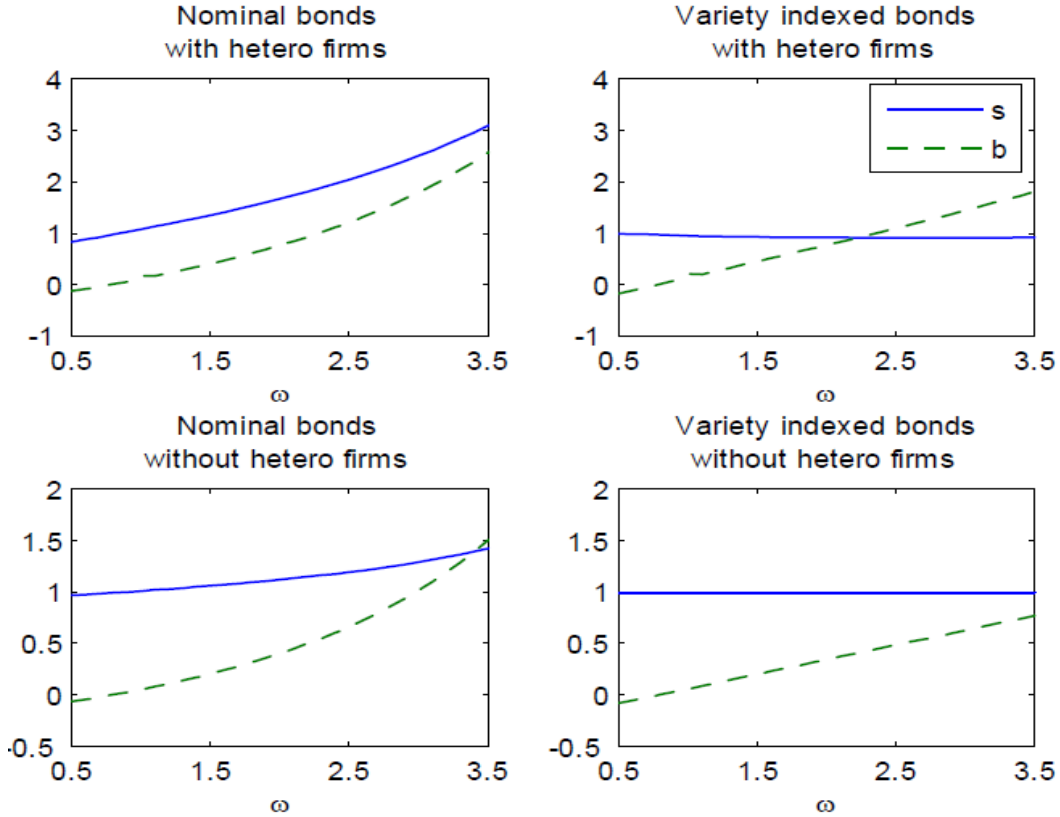 Nominal bonds
with hetero firms
4
3
2
1
0
-1
0.5
1.5
2.5
3.5
ω
Variety indexed bonds
with hetero firms
s
b
4
3
2
1
0
-1
0.5
1.5
2.5
3.5
ω
Nominal bonds
without hetero firms
2
1.5
1
0.5
0
-0.5
0.5
1.5
2.5
3.5
ω
Variety indexed bonds
without hetero firms
2
1.5
1
0.5
0
-0.5
0.5
1.5
2.5
3.5
ω